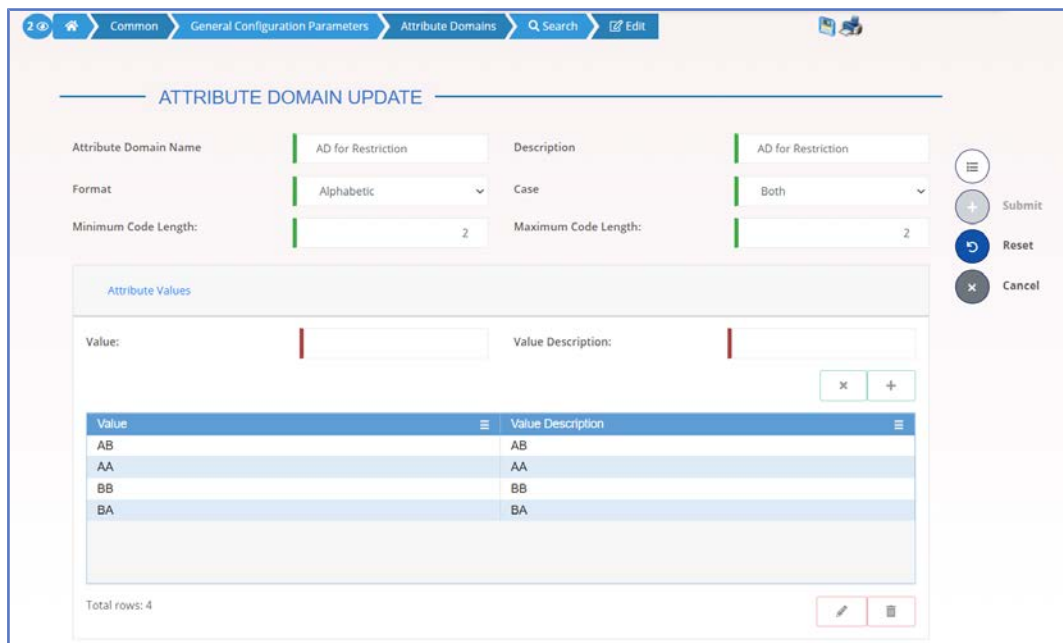 2 Common General Configuration Parameters Attribute Domains Search Edit
ATTRIBUTE DOMAIN UPDATE
Attribute Domain Name AD for Restriction Description AD for Restriction
Format Alphabetic Case Both
Submit
Minimum Code Length: 2 Maximum Code Length: 2
Reset
Attribute Values
Cancel
Value: Value Description:
Value Value Description
AB AB
AA AA
BB BB
BA BA
Total rows: 4